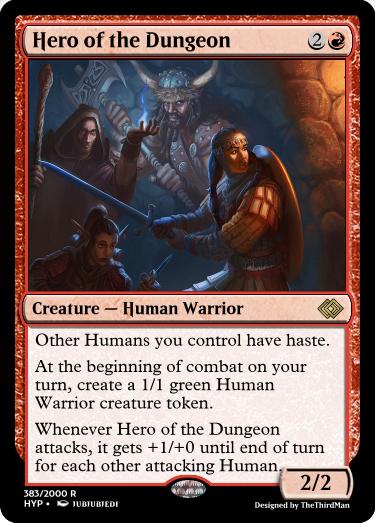 Hero of the Dungeon 2
Creature — Human Warrior
Other Humans you control have haste.
At the beginning of combat on your
turn, create a 1/1 green Human
Warrior creature token.
Whenever Hero of the Dungeon
attacks, it gets +1/+0 until end of turn
for each other attacking Human.
2/2
383/2000 R
HYP • JUBJUBJEDI
Designed by TheThirdMan